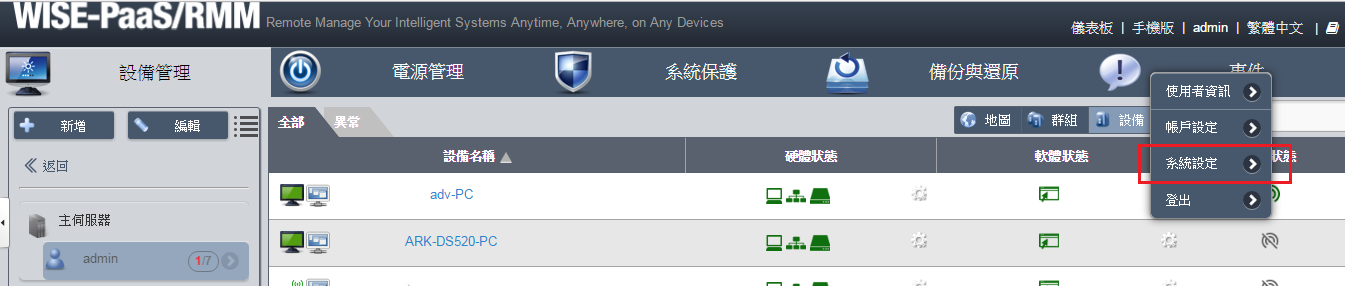 WISE-PaaS/RMM Remote Manage Your Intelligent Systems Anytime, Anywhere, on Any Devices
儀表板 | 手機版 | admin | 繁體中文 |
設備管理 電源管理 系統保護 備份與還原 事件
使用者資訊
帳戶設定
系統設定
登出
新增 編輯
返回
主伺服器
admin 1/7
全部 異常 地圖 群組 設備
設備名稱 硬體狀態 軟體狀態 狀態
adv-PC
ARK-DS520-PC